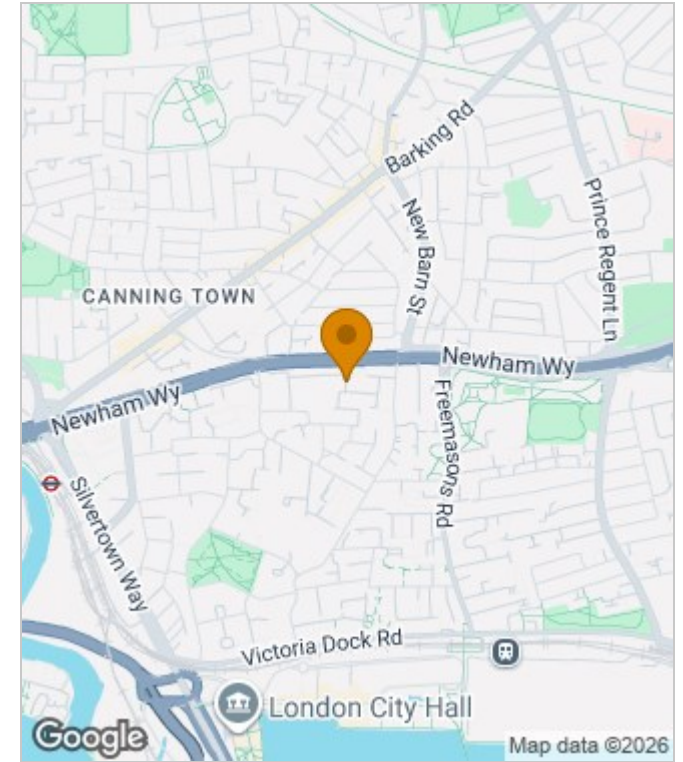 Barking Rd
New Barn St
Prince Regent Ln
CANNING TOWN
Newham Wy
Newham Wy
Freemasons Rd
Silvertown Way
Victoria Dock Rd
London City Hall
Google
Map data ©2026